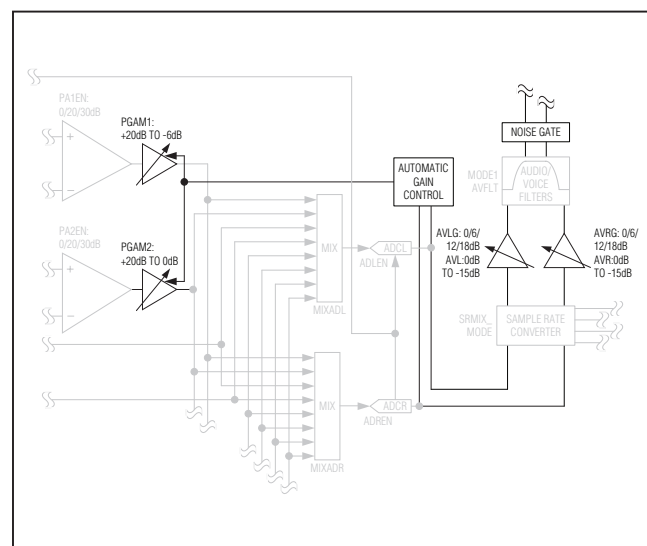 PA1EN:
0/20/30dB
PGAM1:
+20dB TO -6dB
+
–
PA2EN:
0/20/30dB
PGAM2:
+20dB TO 0dB
+
–
MIX
MIXADL
ADCL
ADLEN
MIX
MIXADR
ADCR
ADREN
AUTOMATIC
GAIN
CONTROL
NOISE GATE
MODE1
AVFLT
AUDIO/
VOICE
FILTERS
AVLG: 0/6/
12/18dB
AVL:0dB
TO -15dB
AVRG: 0/6/
12/18dB
AVR:0dB
TO -15dB
SRMIX_
MODE
SAMPLE RATE
CONVERTER